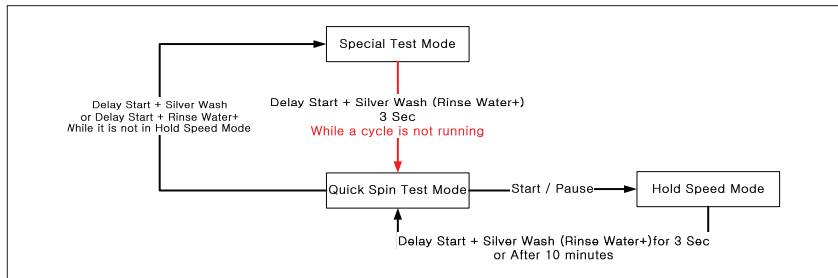 Special Test Mode
Delay Start + Silver Wash
or Delay Start + Rinse Water+
While it is not in Hold Speed Mode
Delay Start + Silver Wash (Rinse Water+)
3 Sec
While a cycle is not running
Quick Spin Test Mode
Start / Pause
Hold Speed Mode
Delay Start + Silver Wash (Rinse Water+)for 3 Sec
or After 10 minutes